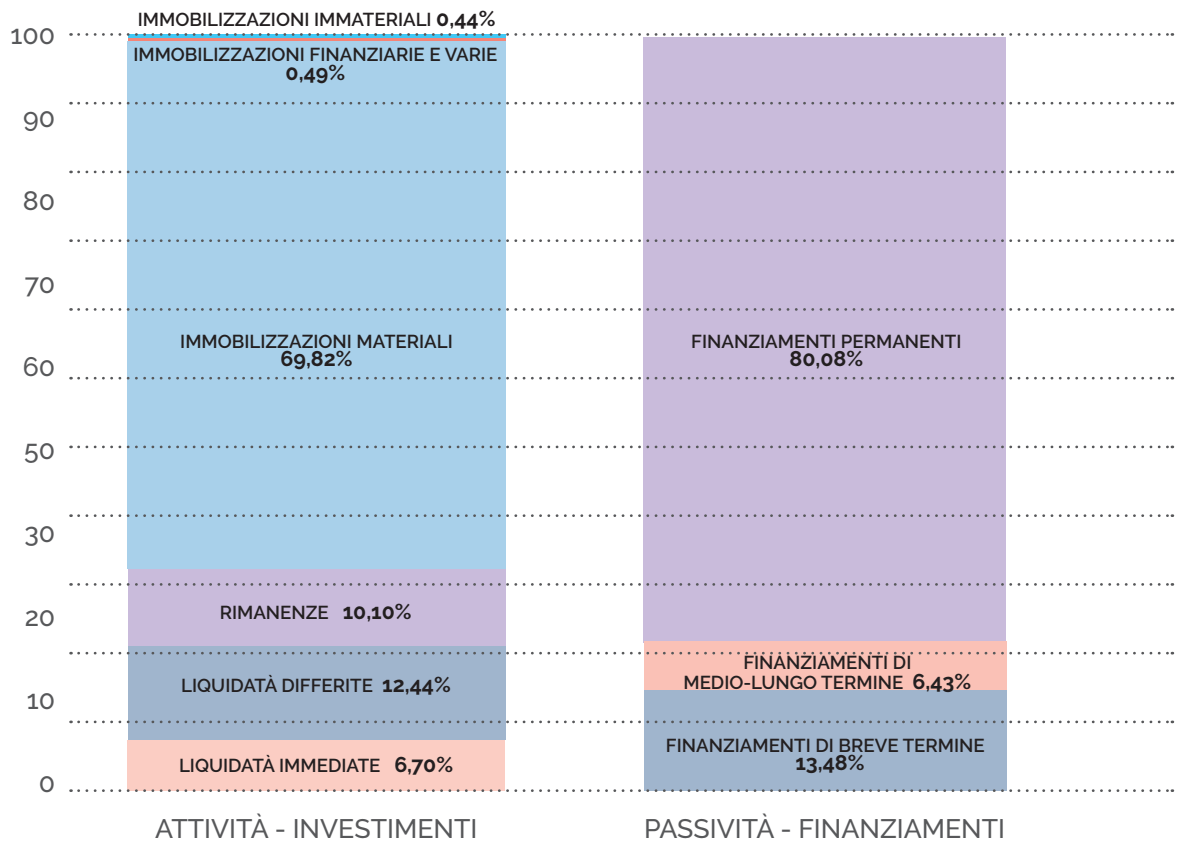 IMMOBILIZZAZIONI IMMATERIALI 0,44%
100
IMMOBILIZZAZIONI FINANZIARIE E VARIE
0,49%
90
80
70
IMMOBILIZZAZIONI MATERIALI
69,82%
FINANZIAMENTI PERMANENTI
80,08%
60
50
30
RIMANENZE 10,10%
20
FINANZIAMENTI DI
MEDIO-LUNGO TERMINE 6,43%
LIQUIDATÀ DIFFERITE 12,44%
10
FINANZIAMENTI DI BREVE TERMINE
13,48%
LIQUIDATÀ IMMEDIATE 6,70%
0
ATTIVITÀ - INVESTIMENTI
PASSIVITÀ - FINANZIAMENTI